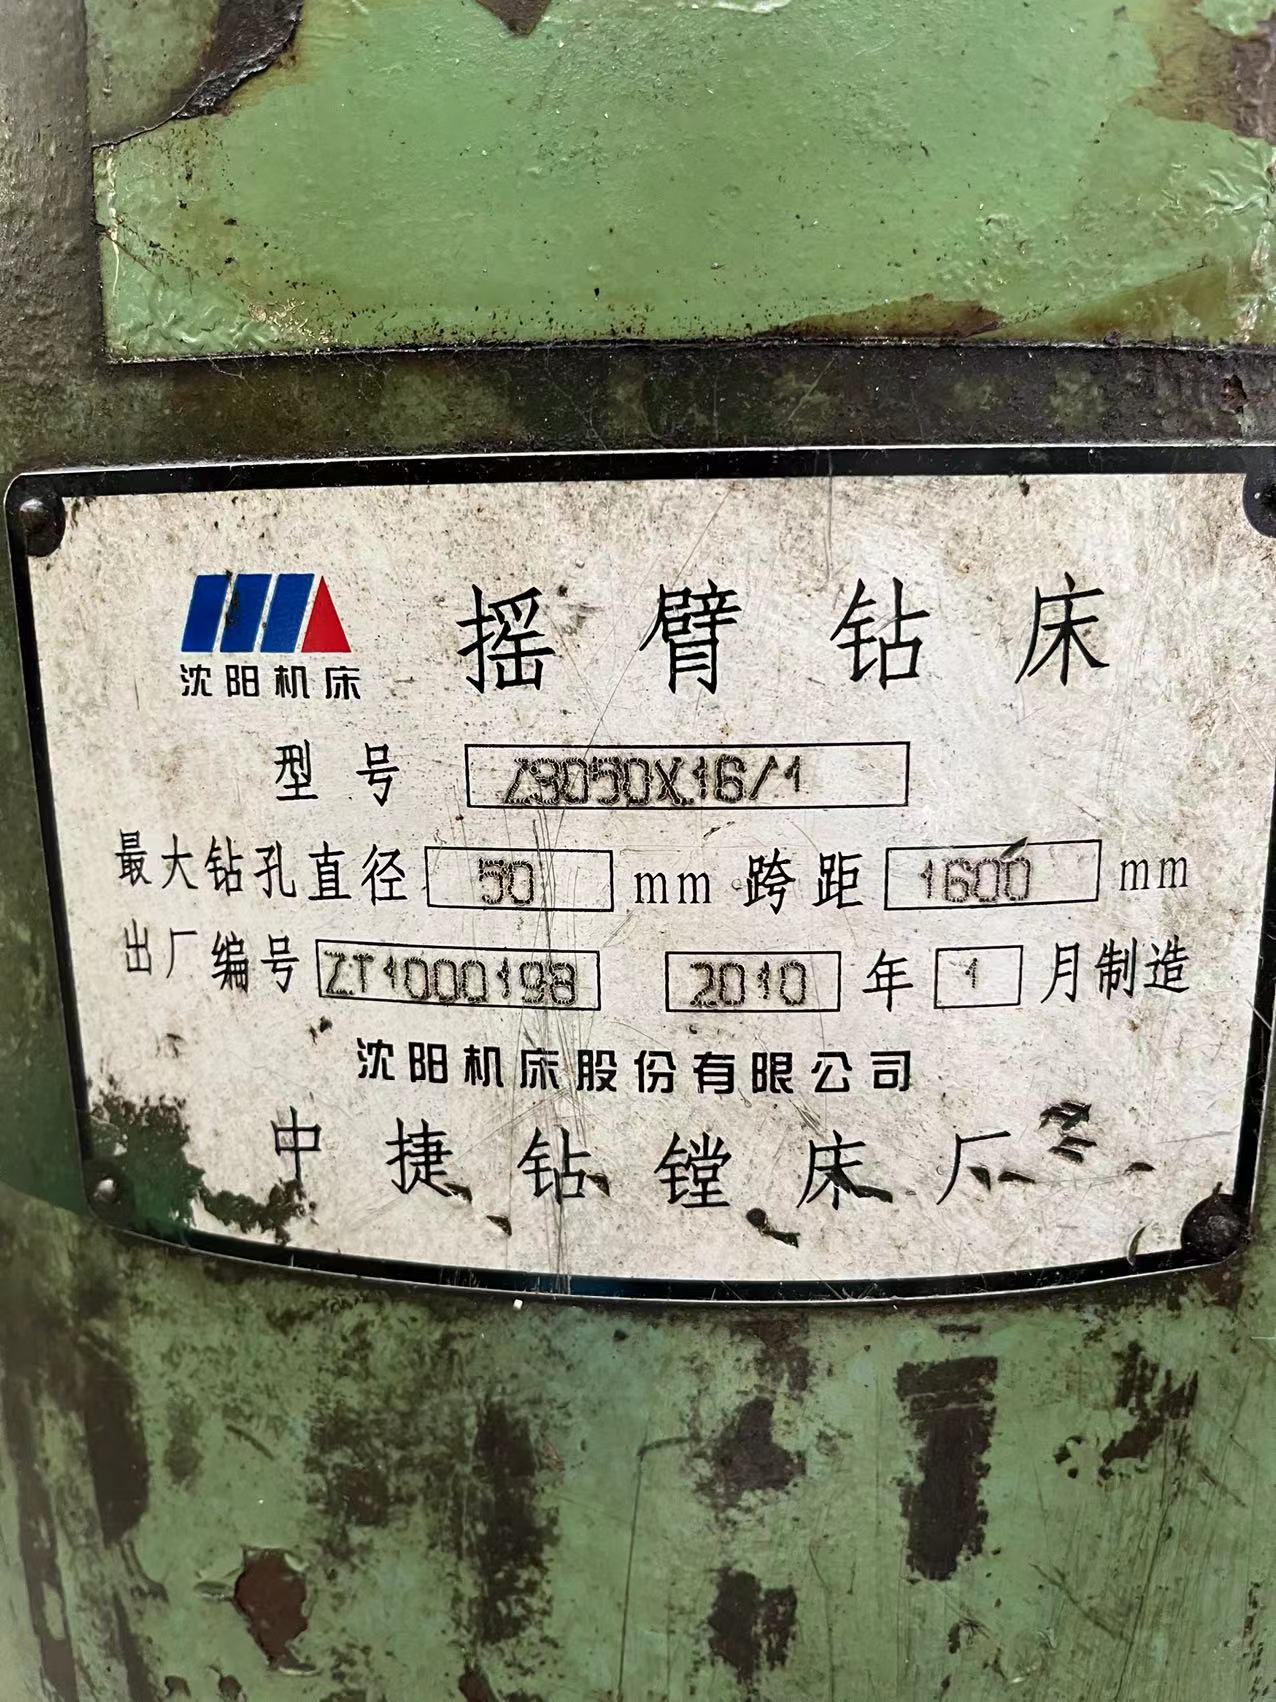 沈阳机床
摇臂钻床
型号 Z3050X16/1
最大钻孔直径 50 mm 跨距 1600 mm
出厂编号 ZT1000198 2010 年 1 月制造
沈阳机床股份有限公司
中捷钻镗床厂